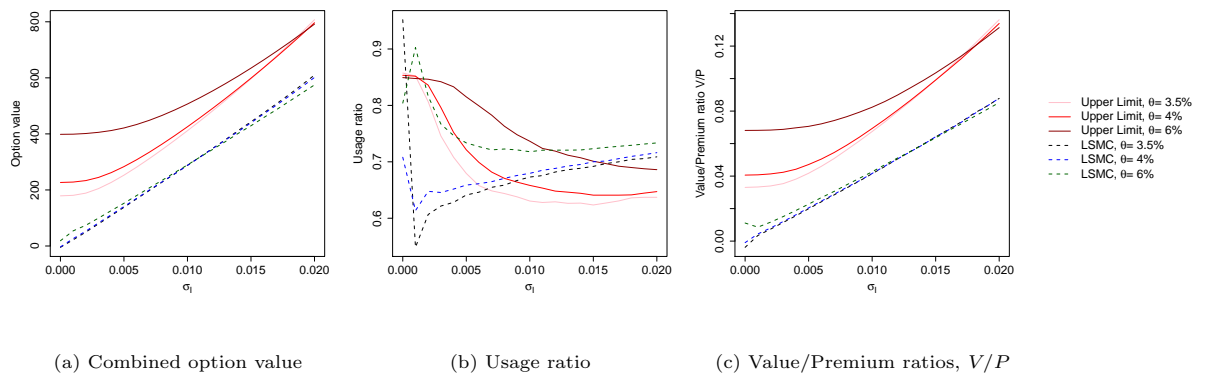 Option value
0
200
400
600
800
0.000
0.005
0.010
0.015
0.020
σI
Usage ratio
0.6
0.7
0.8
0.9
0.000
0.005
0.010
0.015
0.020
σI
Value/Premium ratio V/P
0.00
0.04
0.08
0.12
0.000
0.005
0.010
0.015
0.020
σI
Upper Limit, θ= 3.5%
Upper Limit, θ= 4%
Upper Limit, θ= 6%
LSMC, θ= 3.5%
LSMC, θ= 4%
LSMC, θ= 6%
(a) Combined option value
(b) Usage ratio
(c) Value/Premium ratios, V/P